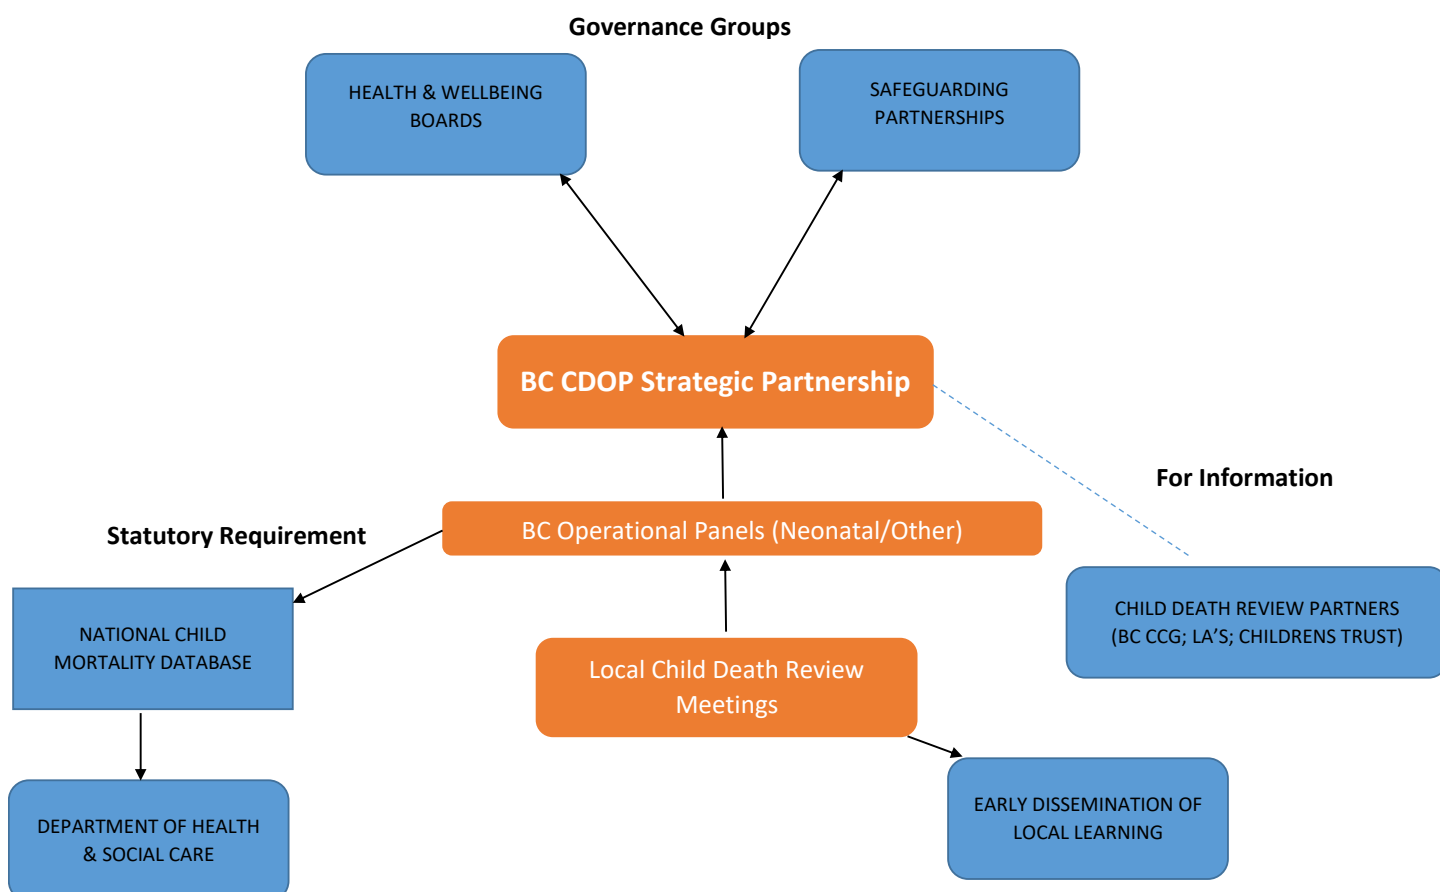 Governance Groups
HEALTH & WELLBEING
BOARDS
SAFEGUARDING
PARTNERSHIPS
BC CDOP Strategic Partnership
For Information
BC Operational Panels (Neonatal/Other)
Statutory Requirement
CHILD DEATH REVIEW PARTNERS
(BC CCG; LA’S; CHILDRENS TRUST)
NATIONAL CHILD
MORTALITY DATABASE
Local Child Death Review
Meetings
EARLY DISSEMINATION OF
LOCAL LEARNING
DEPARTMENT OF HEALTH
& SOCIAL CARE